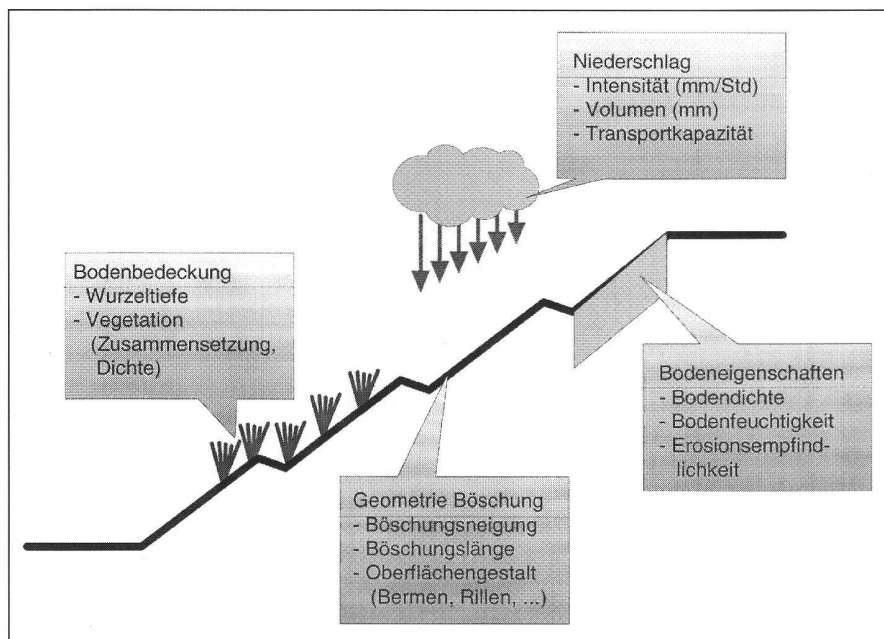 Niederschlag
- Intensität (mm/Std)
- Volumen (mm)
- Transportkapazität
Bodenbedeckung
- Wurzeltiefe
- Vegetation
(Zusammensetzung,
Dichte)
Bodeneigenschaften
- Bodendichte
- Bodenfeuchtigkeit
- Erosionsempfind-
lichkeit
Geometrie Böschung
- Böschungsneigung
- Böschungslänge
- Oberflächengestalt
(Bermen, Rillen, ...)